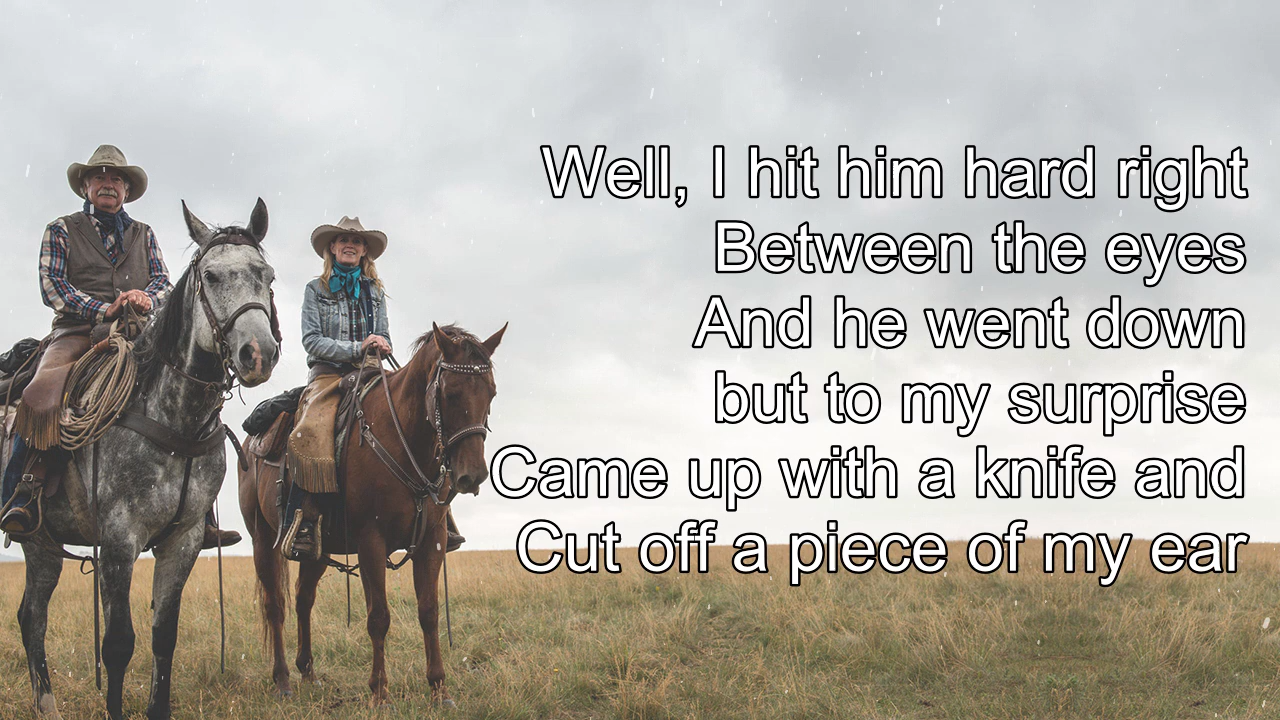 Well, I hit him hard right
Between the eyes
And he went down
but to my surprise
Came up with a knife and
Cut off a piece of my ear